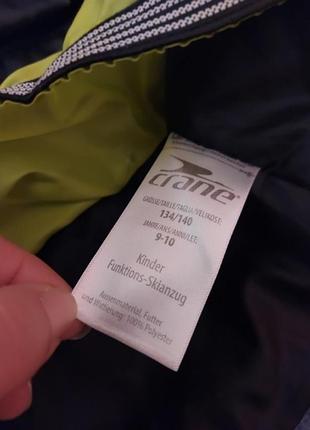 crane
GRÖSSE/TAILLE/TAGLIA/VELIKOST:
134/140
JAHRE/ANS/ANNI/LET:
9-10
Kinder
Funktions-Skianzug
Aussenmaterial, Futter
und Wattierung: 100% Polyester